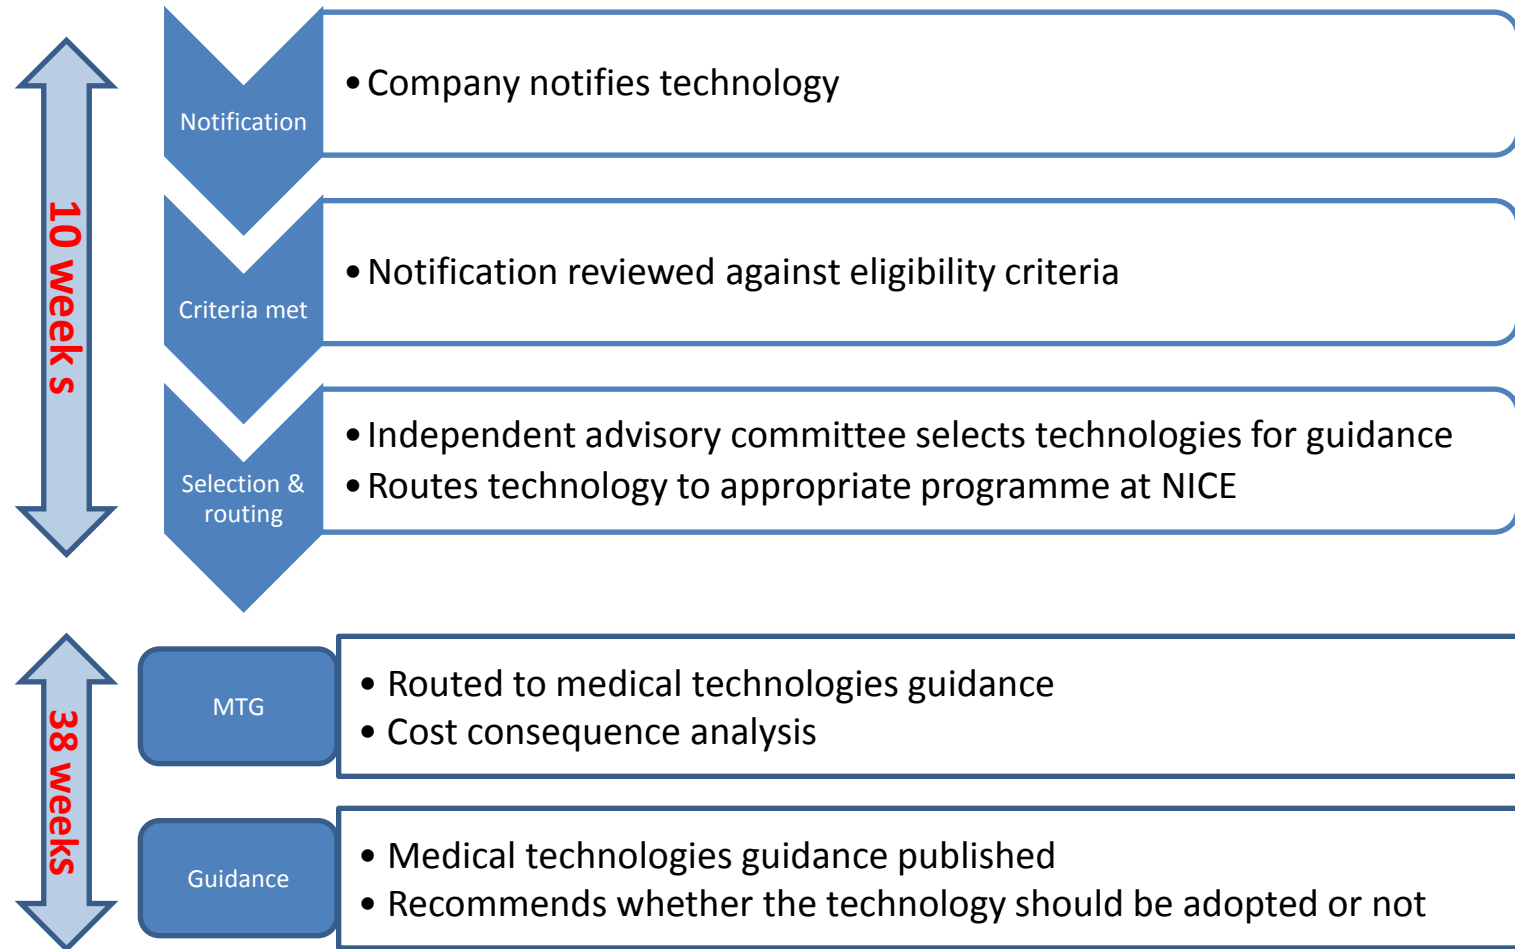 10 week s
Notification
• Company notifies technology
Criteria met
• Notification reviewed against eligibility criteria
Selection &
routing
• Independent advisory committee selects technologies for guidance
• Routes technology to appropriate programme at NICE
38 weeks
MTG
• Routed to medical technologies guidance
• Cost consequence analysis
Guidance
• Medical technologies guidance published
• Recommends whether the technology should be adopted or not